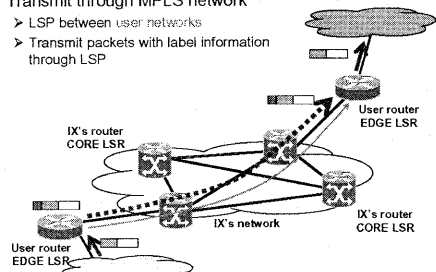 Transmit through MPLS network
➢ LSP between user networks
➢ Transmit packets with label information
through LSP
User router
EDGE LSR
IX's router
CORE LSR
IX's network
IX's router
CORE LSR
User router
EDGE LSR